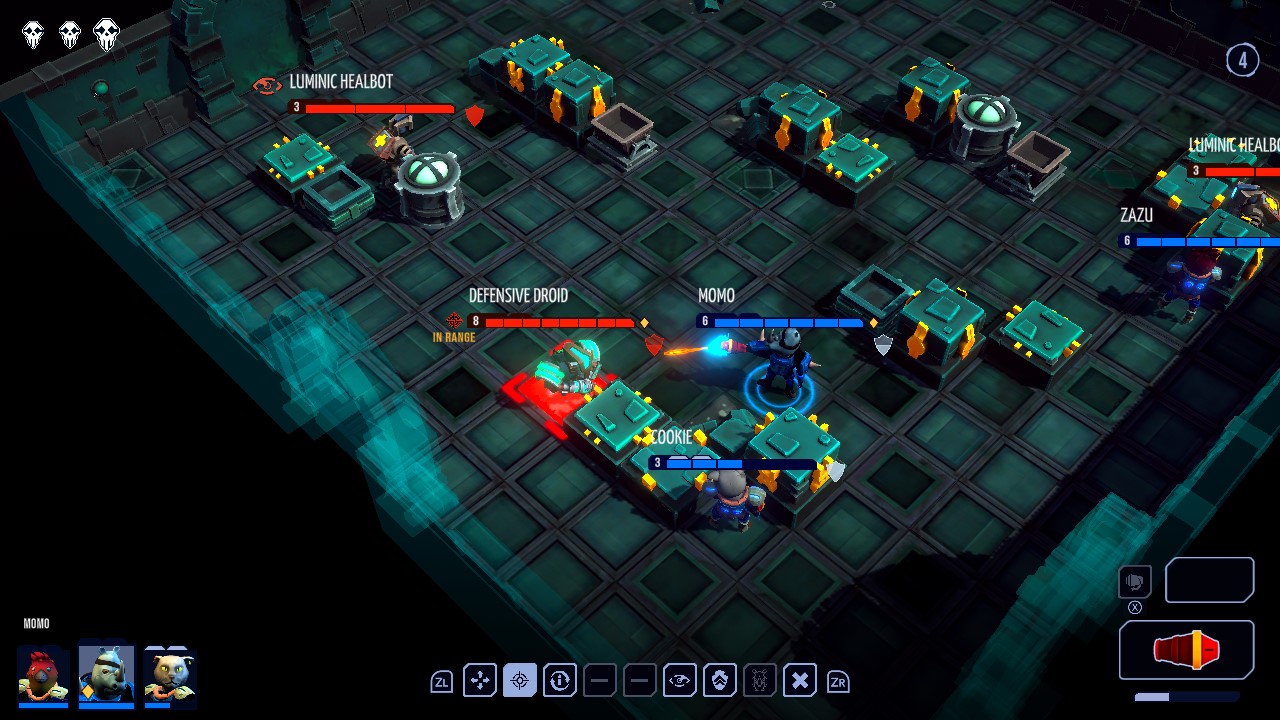 4
LUMINIC HEALBOT
3
LUMINIC HEALBO
3
ZAZU
6
DEFENSIVE DROID
8
IN RANGE
MOMO
6
COOKIE
3
X
MOMO
ZL
ZR